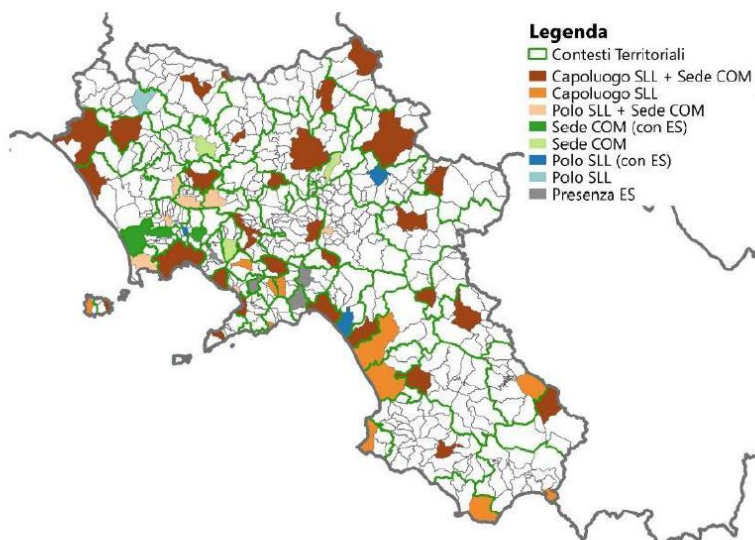 Legenda
Contesti Territoriali
Capoluogo SLL + Sede COM
Capoluogo SLL
Polo SLL + Sede COM
Sede COM (con ES)
Sede COM
Polo SLL (con ES)
Polo SLL
Presenza ES